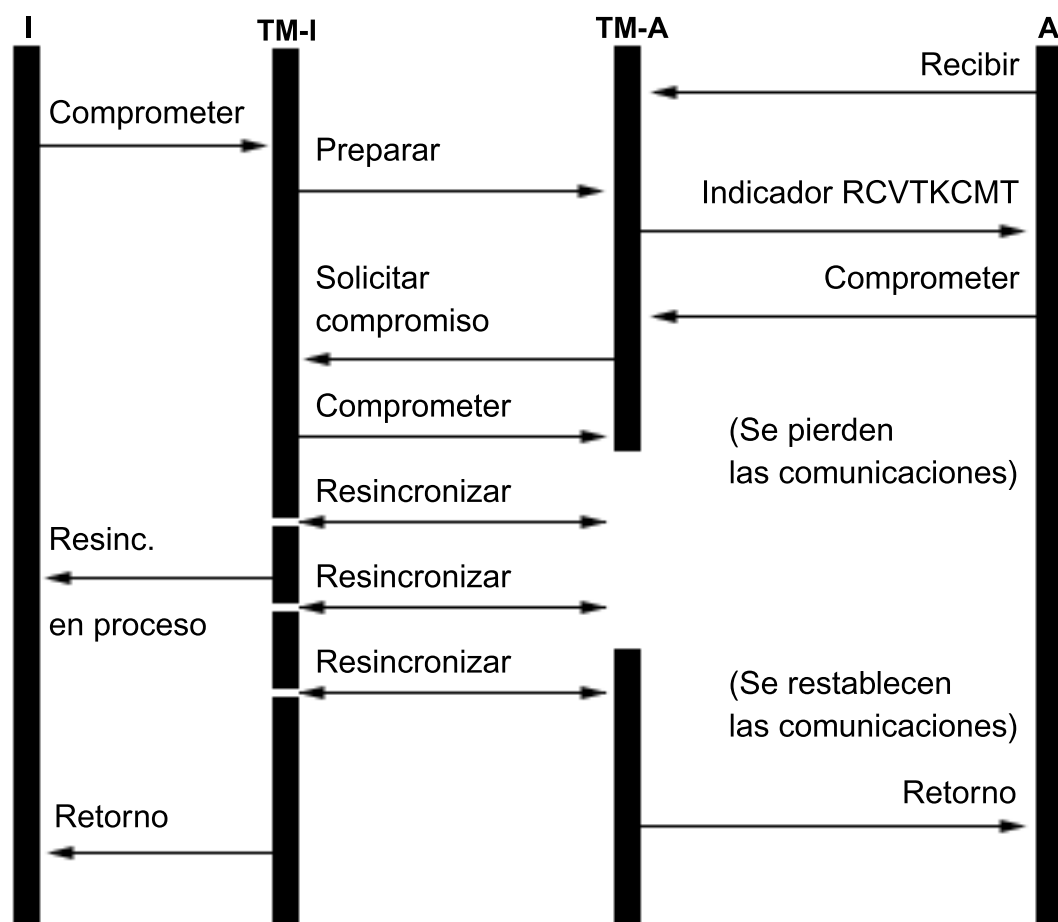 I
TM-I
TM-A
A
Recibir
Comprometer
Preparar
Indicador RCVTKCMT
Solicitar
compromiso
Comprometer
Comprometer
(Se pierden
las comunicaciones)
Resincronizar
Resinc.
en proceso
Resincronizar
Resincronizar
(Se restablecen
las comunicaciones)
Retorno
Retorno